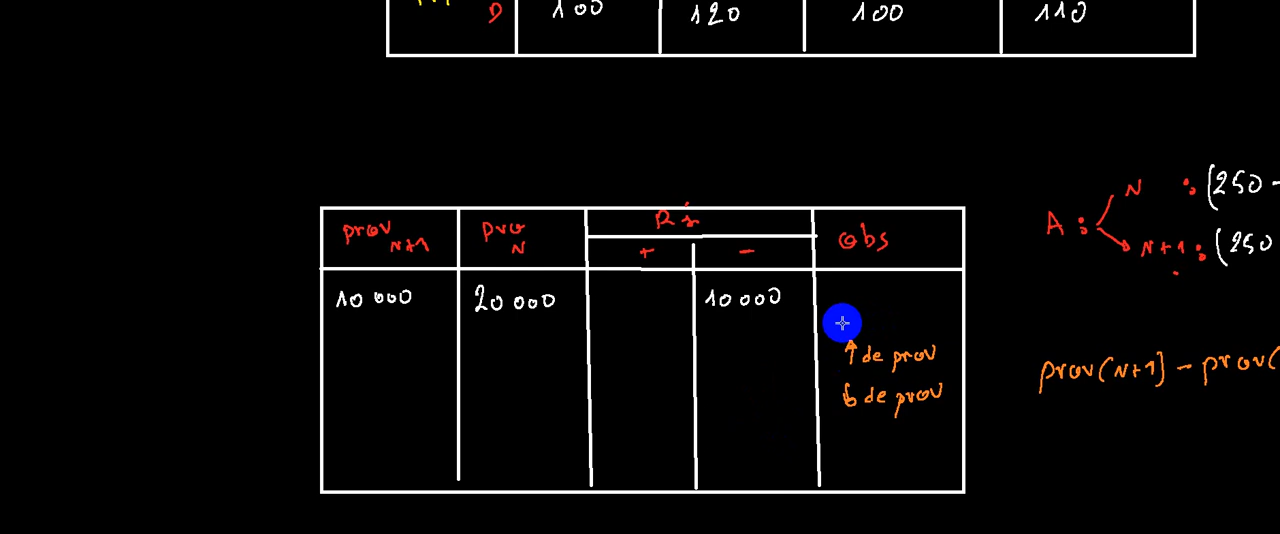 D 100 120 100 110
prov N+1 prov N Rés + - obs
10 000 20 000 10 000
↑ de prov
↓ de prov
A : N : (250 -
N+1 : (250
prov(N+1) - prov(